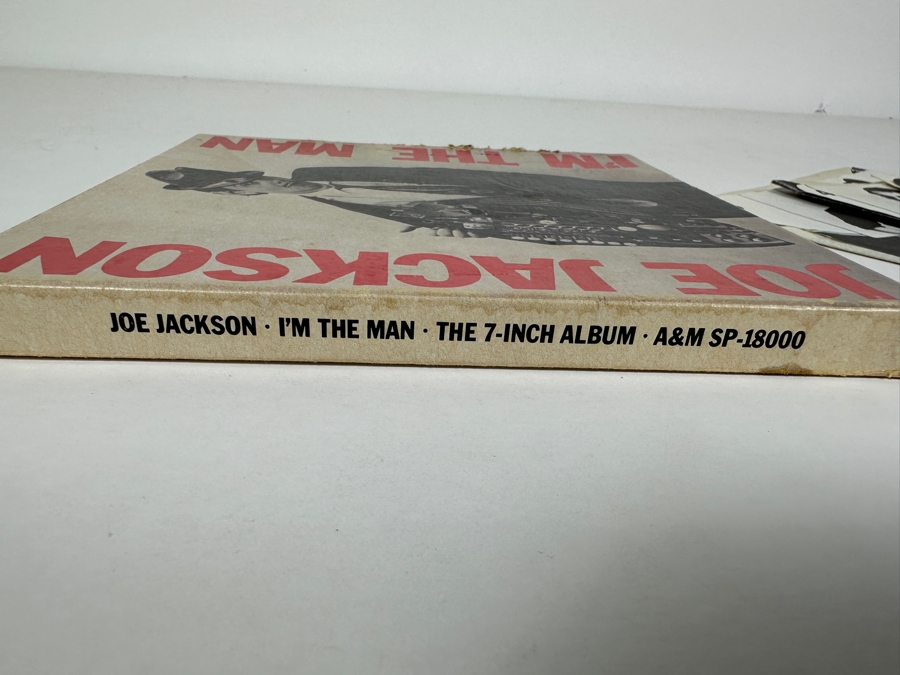 I'M THE MAN
JOE JACKSON
JOE JACKSON · I'M THE MAN · THE 7-INCH ALBUM · A&M SP-18000